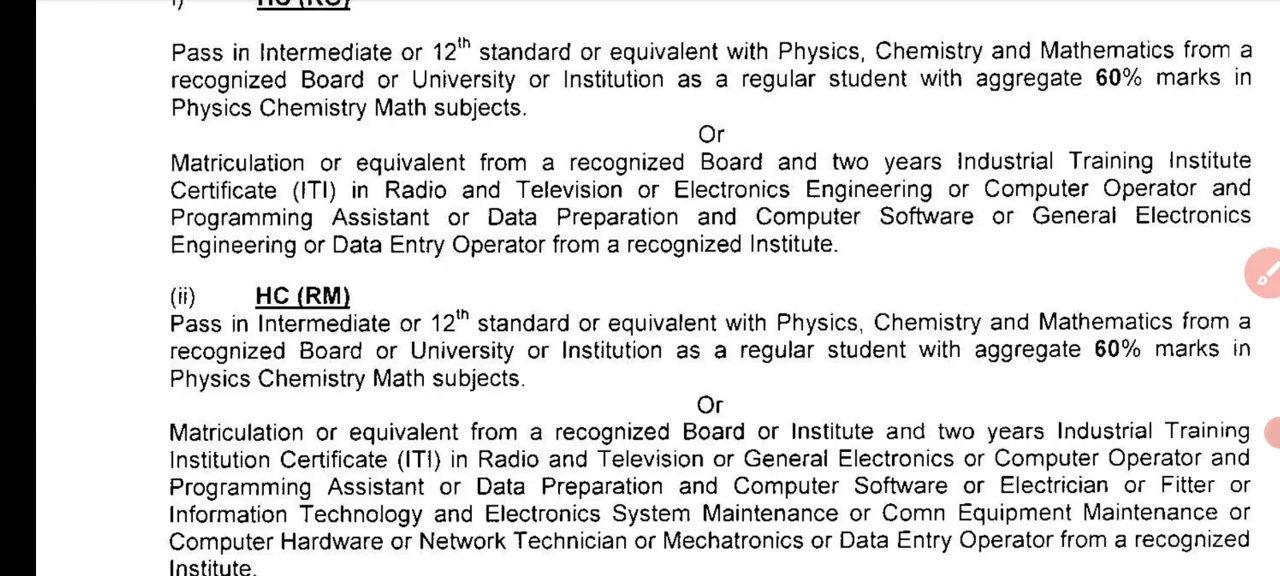 Pass in Intermediate or 12th standard or equivalent with Physics, Chemistry and Mathematics from a
recognized Board or University or Institution as a regular student with aggregate 60% marks in
Physics Chemistry Math subjects.
Or
Matriculation or equivalent from a recognized Board and two years Industrial Training Institute
Certificate (ITI) in Radio and Television or Electronics Engineering or Computer Operator and
Programming Assistant or Data Preparation and Computer Software or General Electronics
Engineering or Data Entry Operator from a recognized Institute.
(ii) HC (RM)
Pass in Intermediate or 12th standard or equivalent with Physics, Chemistry and Mathematics from a
recognized Board or University or Institution as a regular student with aggregate 60% marks in
Physics Chemistry Math subjects.
Or
Matriculation or equivalent from a recognized Board or Institute and two years Industrial Training
Institution Certificate (ITI) in Radio and Television or General Electronics or Computer Operator and
Programming Assistant or Data Preparation and Computer Software or Electrician or Fitter or
Information Technology and Electronics System Maintenance or Comn Equipment Maintenance or
Computer Hardware or Network Technician or Mechatronics or Data Entry Operator from a recognized
Institute.